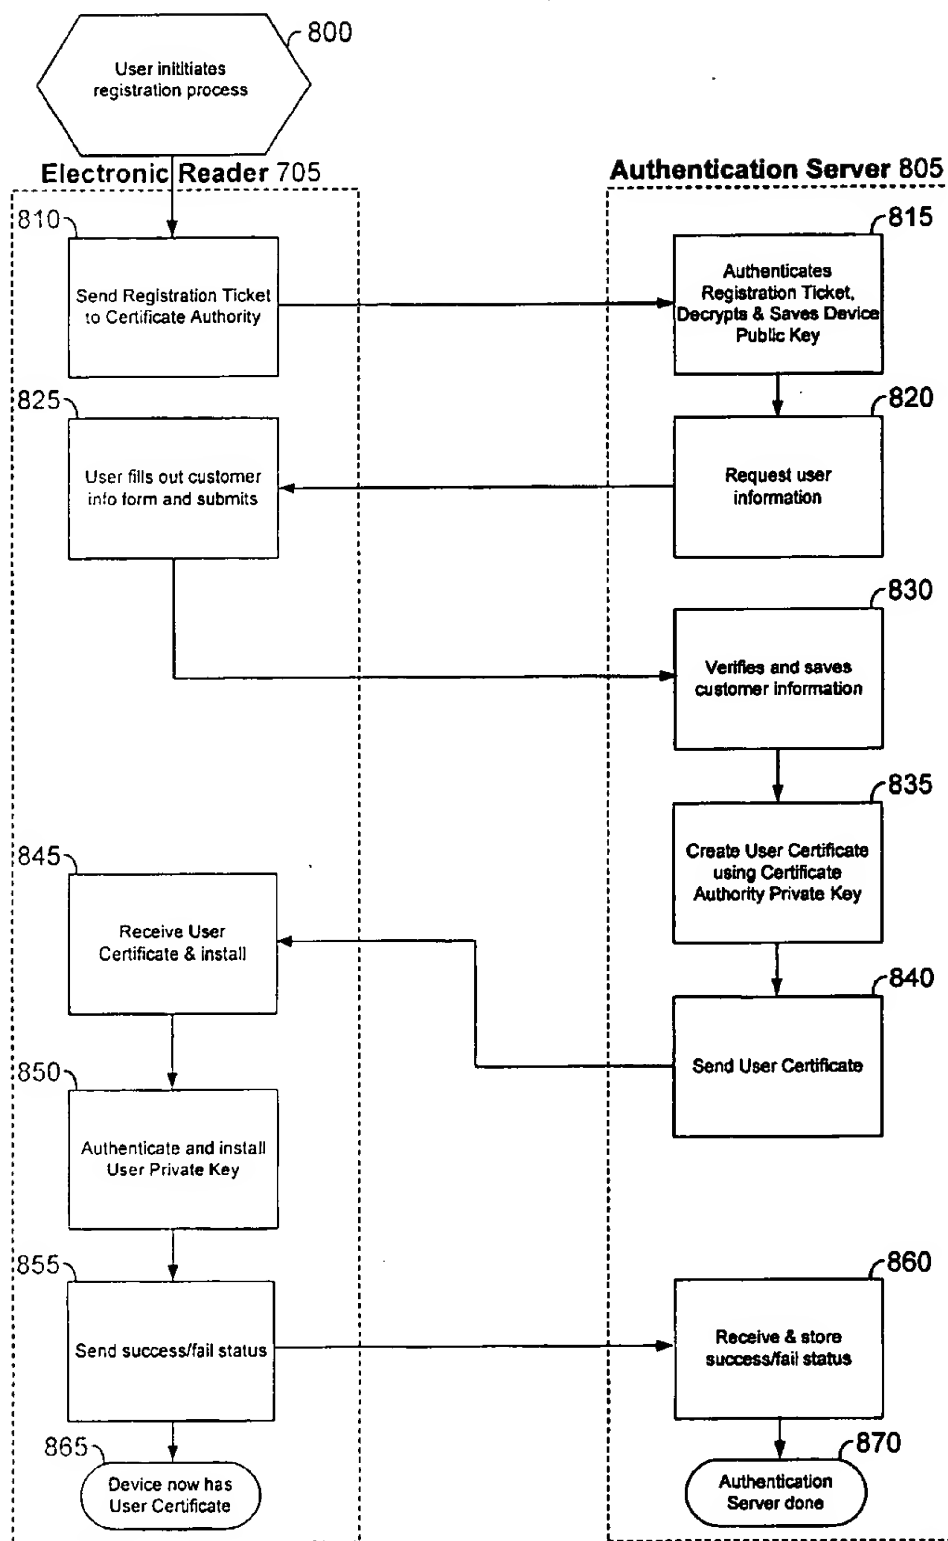 800
User inititiates
registration process
Electronic Reader 705
Authentication Server 805
810
Send Registration Ticket
to Certificate Authority
815
Authenticates
Registration Ticket,
Decrypts & Saves Device
Public Key
825
User fills out customer
info form and submits
820
Request user
information
830
Verifies and saves
customer information
835
Create User Certificate
using Certificate
Authority Private Key
845
Receive User
Certificate & install
840
Send User Certificate
850
Authenticate and install
User Private Key
855
Send success/fail status
860
Receive & store
success/fail status
865
Device now has
User Certificate
870
Authentication
Server done